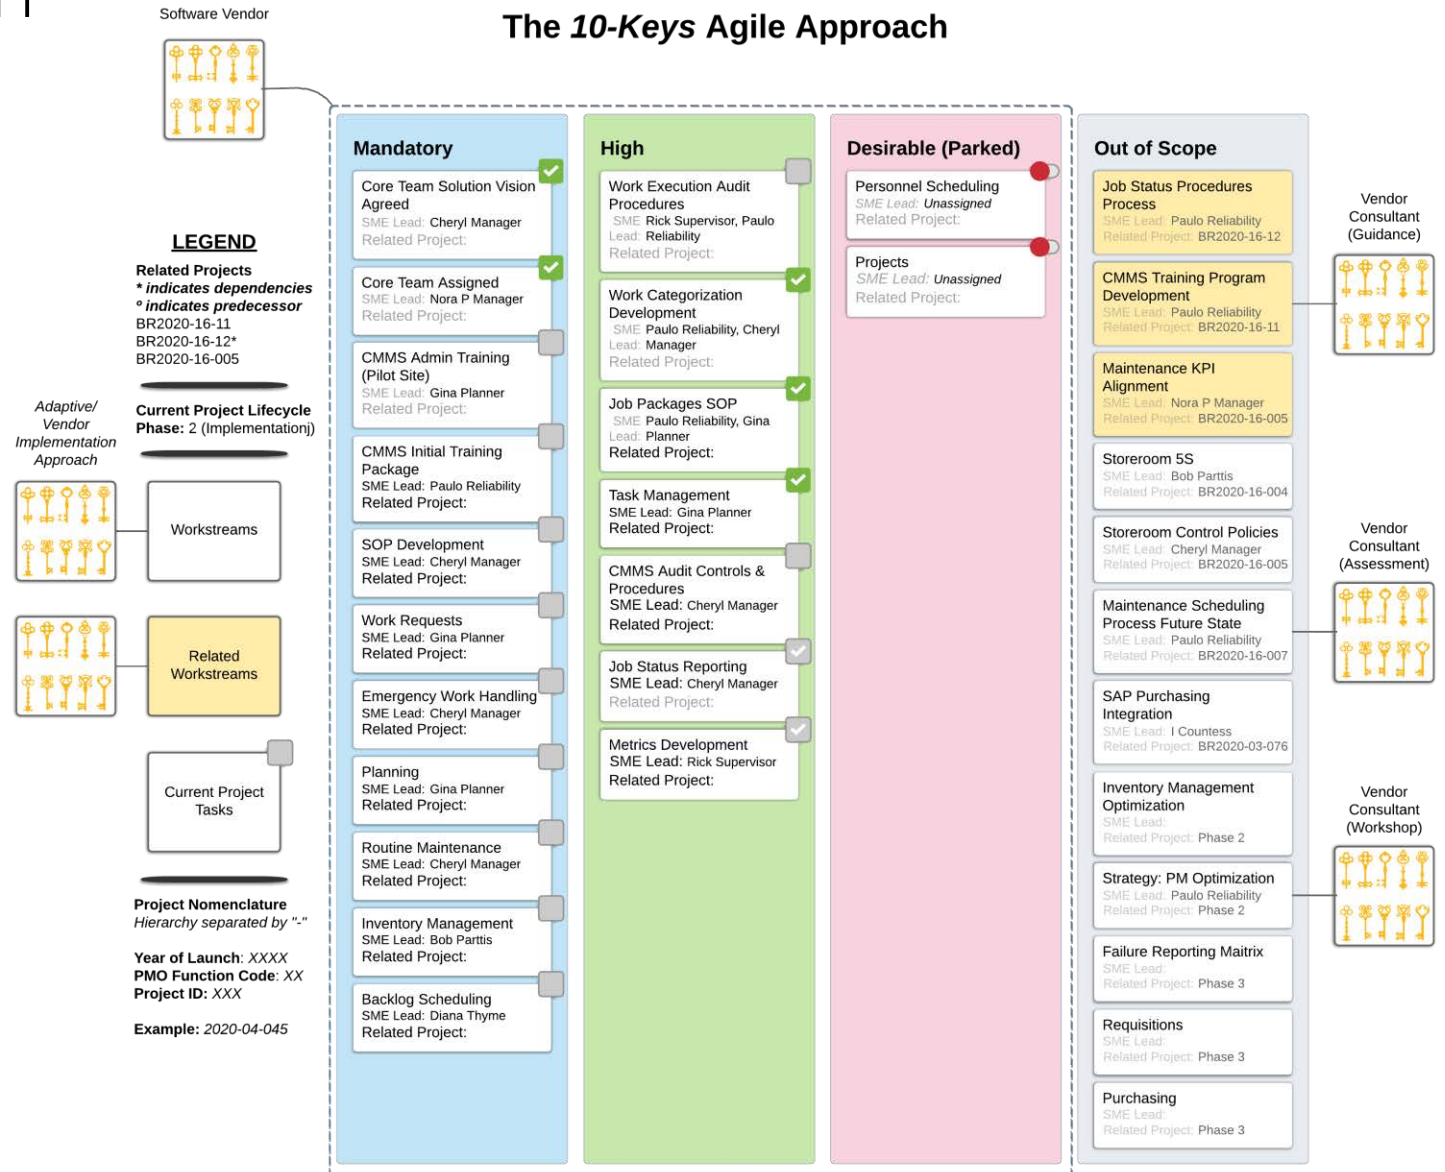 The 10-Keys Agile Approach
Software Vendor
LEGEND
Related Projects
* indicates dependencies
º indicates predecessor
BR2020-16-11
BR2020-16-12*
BR2020-16-005
Current Project Lifecycle
Phase: 2 (Implementationj)
Adaptive/
Vendor
Implementation
Approach
Workstreams
Related
Workstreams
Current Project
Tasks
Project Nomenclature
Hierarchy separated by "-"
Year of Launch: XXXX
PMO Function Code: XX
Project ID: XXX
Example: 2020-04-045
Mandatory
Core Team Solution Vision
Agreed
SME Lead: Cheryl Manager
Related Project:
Core Team Assigned
SME Lead: Nora P Manager
Related Project:
CMMS Admin Training
(Pilot Site)
SME Lead: Gina Planner
Related Project:
CMMS Initial Training
Package
SME Lead: Paulo Reliability
Related Project:
SOP Development
SME Lead: Cheryl Manager
Related Project:
Work Requests
SME Lead: Gina Planner
Related Project:
Emergency Work Handling
SME Lead: Cheryl Manager
Related Project:
Planning
SME Lead: Gina Planner
Related Project:
Routine Maintenance
SME Lead: Cheryl Manager
Related Project:
Inventory Management
SME Lead: Bob Parttis
Related Project:
Backlog Scheduling
SME Lead: Diana Thyme
Related Project:
High
Work Execution Audit
Procedures
SME Rick Supervisor, Paulo
Lead: Reliability
Related Project:
Work Categorization
Development
SME Paulo Reliability, Cheryl
Lead: Manager
Related Project:
Job Packages SOP
SME Paulo Reliability, Gina
Lead: Planner
Related Project:
Task Management
SME Lead: Gina Planner
Related Project:
CMMS Audit Controls &
Procedures
SME Lead: Cheryl Manager
Related Project:
Job Status Reporting
SME Lead: Cheryl Manager
Related Project:
Metrics Development
SME Lead: Rick Supervisor
Related Project:
Desirable (Parked)
Personnel Scheduling
SME Lead: Unassigned
Related Project:
Projects
SME Lead: Unassigned
Related Project:
Out of Scope
Job Status Procedures
Process
SME Lead: Paulo Reliability
Related Project: BR2020-16-12
CMMS Training Program
Development
SME Lead: Paulo Reliability
Related Project: BR2020-16-11
Maintenance KPI
Alignment
SME Lead: Nora P Manager
Related Project: BR2020-16-005
Storeroom 5S
SME Lead: Bob Parttis
Related Project: BR2020-16-004
Storeroom Control Policies
SME Lead: Cheryl Manager
Related Project: BR2020-16-005
Maintenance Scheduling
Process Future State
SME Lead: Paulo Reliability
Related Project: BR2020-16-007
SAP Purchasing
Integration
SME Lead: I Countess
Related Project: BR2020-03-076
Inventory Management
Optimization
SME Lead:
Related Project: Phase 2
Strategy: PM Optimization
SME Lead: Paulo Reliability
Related Project: Phase 2
Failure Reporting Maitrix
SME Lead:
Related Project: Phase 3
Requisitions
SME Lead:
Related Project: Phase 3
Purchasing
SME Lead:
Related Project: Phase 3
Vendor
Consultant
(Guidance)
Vendor
Consultant
(Assessment)
Vendor
Consultant
(Workshop)